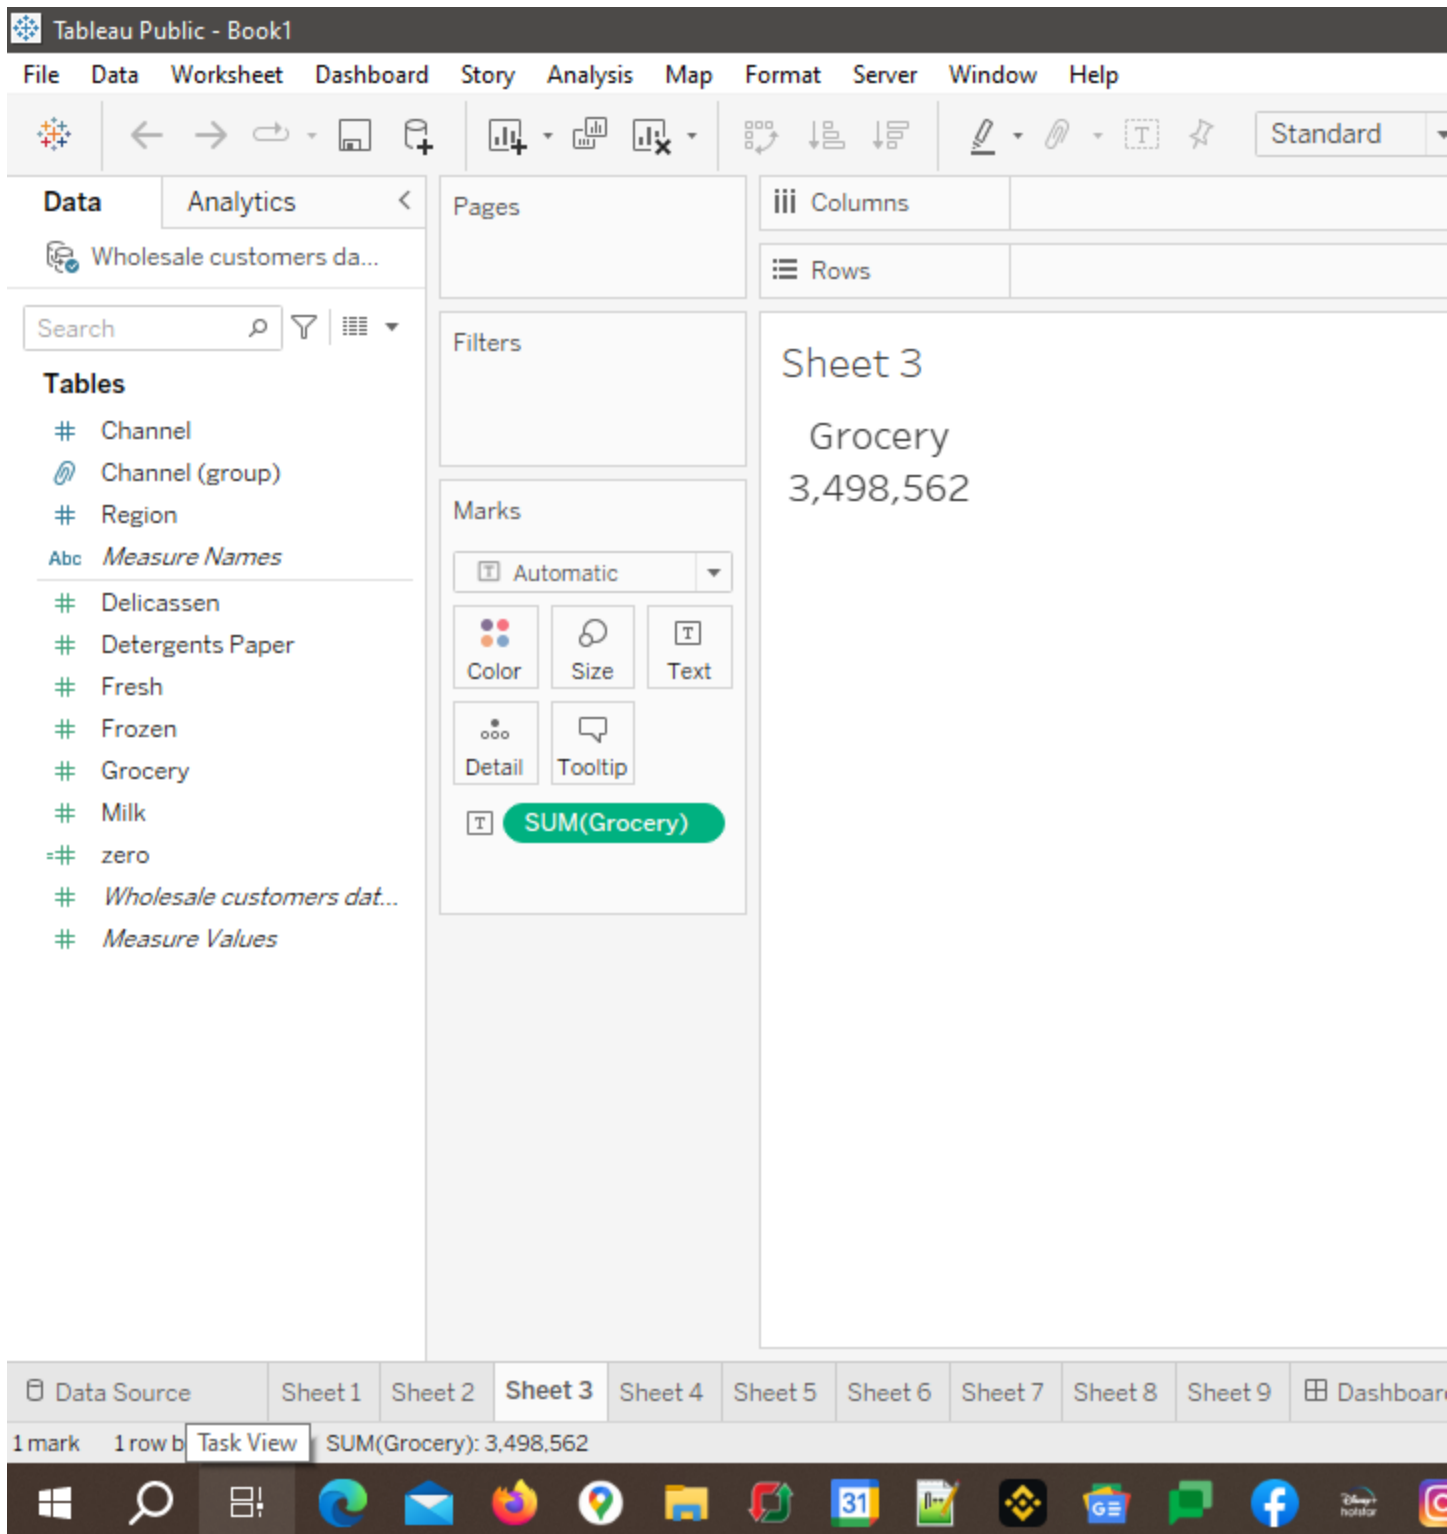 Tableau Public - Book1
File Data Worksheet Dashboard Story Analysis Map Format Server Window Help
Standard
Data Analytics
Wholesale customers da...
Search
Tables
# Channel
Channel (group)
# Region
Abc Measure Names
# Delicassen
# Detergents Paper
# Fresh
# Frozen
# Grocery
# Milk
=# zero
# Wholesale customers dat...
# Measure Values
Pages
Filters
Marks
T Automatic
Color Size T Text
Detail Tooltip
T SUM(Grocery)
Columns
Rows
Sheet 3
Grocery
3,498,562
Data Source Sheet 1 Sheet 2 Sheet 3 Sheet 4 Sheet 5 Sheet 6 Sheet 7 Sheet 8 Sheet 9 Dashboar
1 mark 1 row b Task View SUM(Grocery): 3,498,562
31 GE Disney+ hotstar